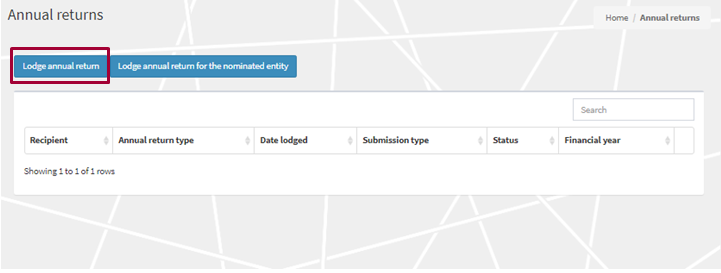 Annual returns
Home / Annual returns
Lodge annual return Lodge annual return for the nominated entity
Search
Recipient Annual return type Date lodged Submission type Status Financial year
Showing 1 to 1 of 1 rows